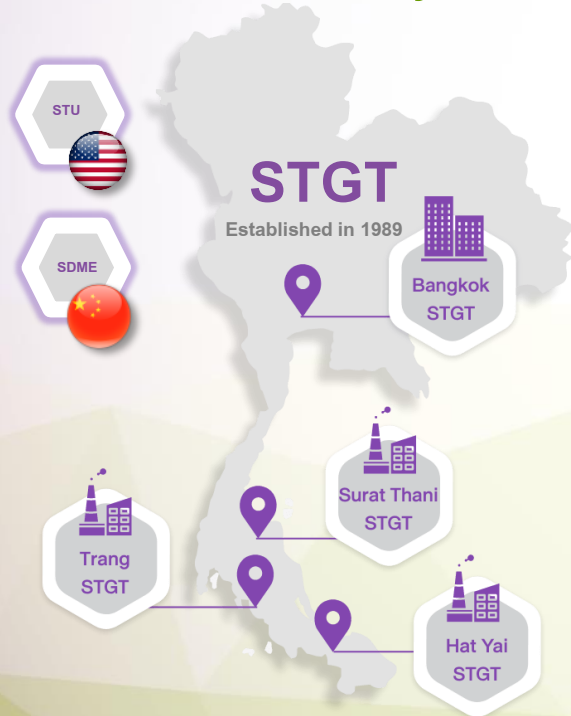 STU
STGT
Established in 1989
SDME
Bangkok
STGT
Surat Thani
STGT
Trang
STGT
Hat Yai
STGT